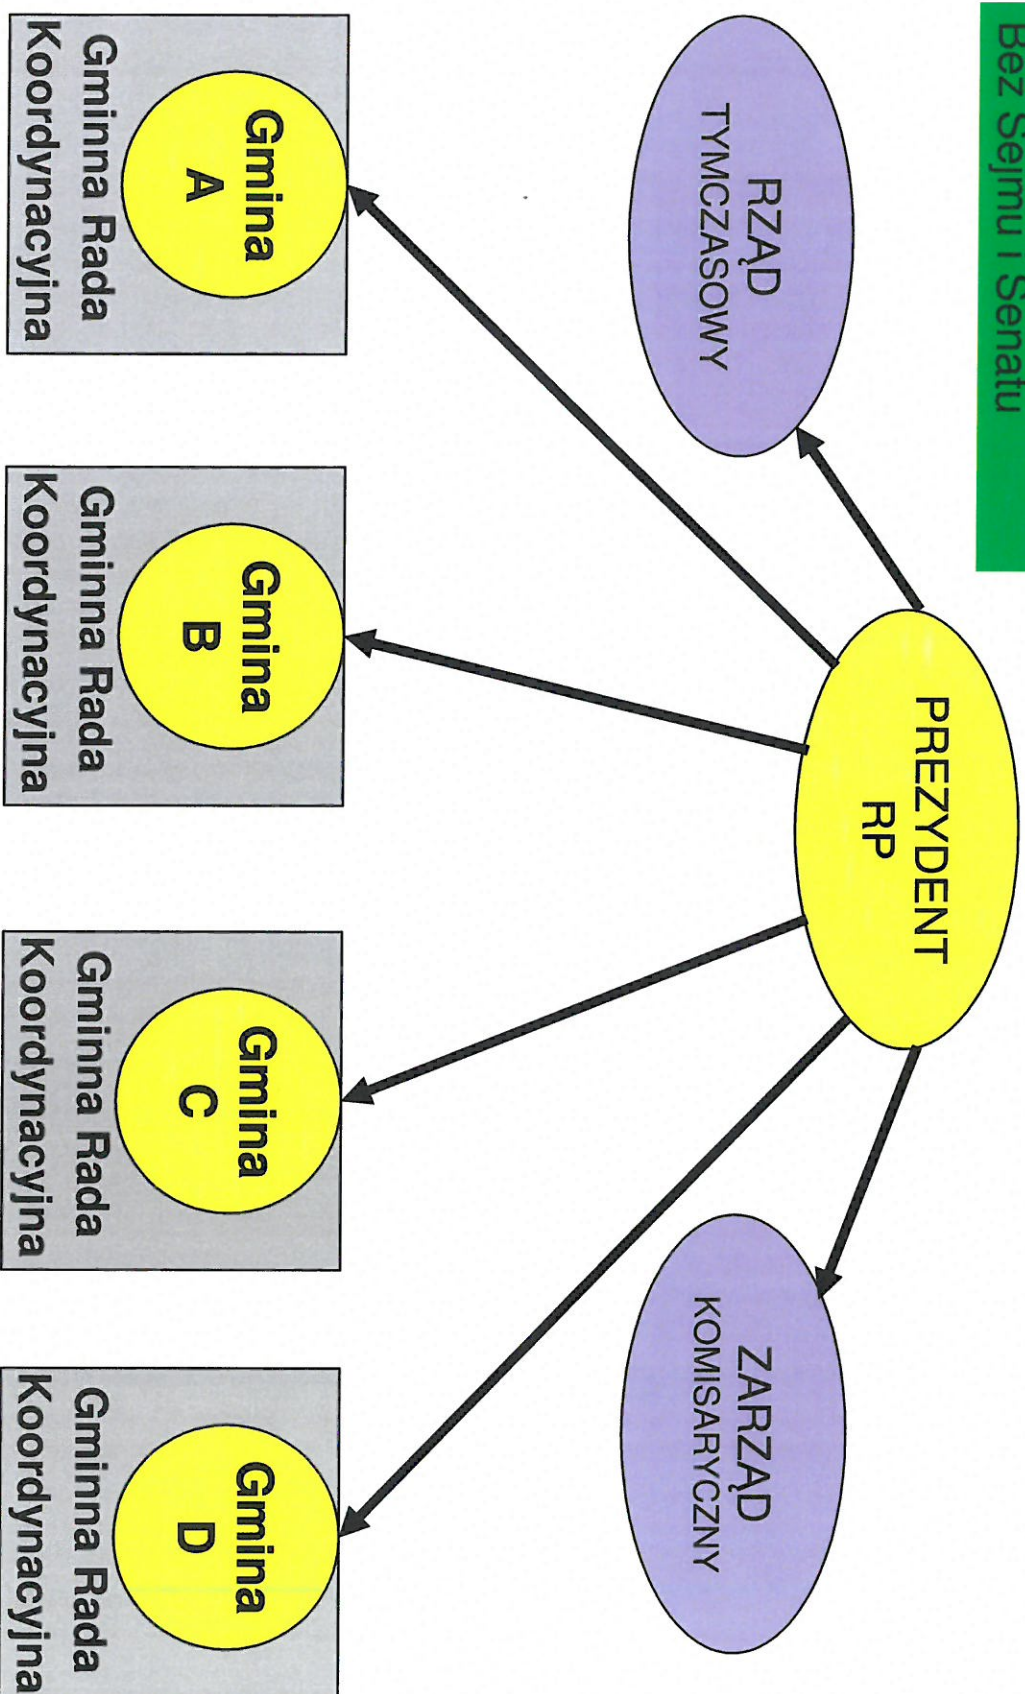 Bez Sejmu i Senatu
PREZYDENT
RP
RZĄD
TYMCZASOWY
ZARZĄD
KOMISARYCZNY
Gmina
A
Gminna Rada
Koordynacyjna
Gmina
B
Gminna Rada
Koordynacyjna
Gmina
C
Gminna Rada
Koordynacyjna
Gmina
D
Gminna Rada
Koordynacyjna